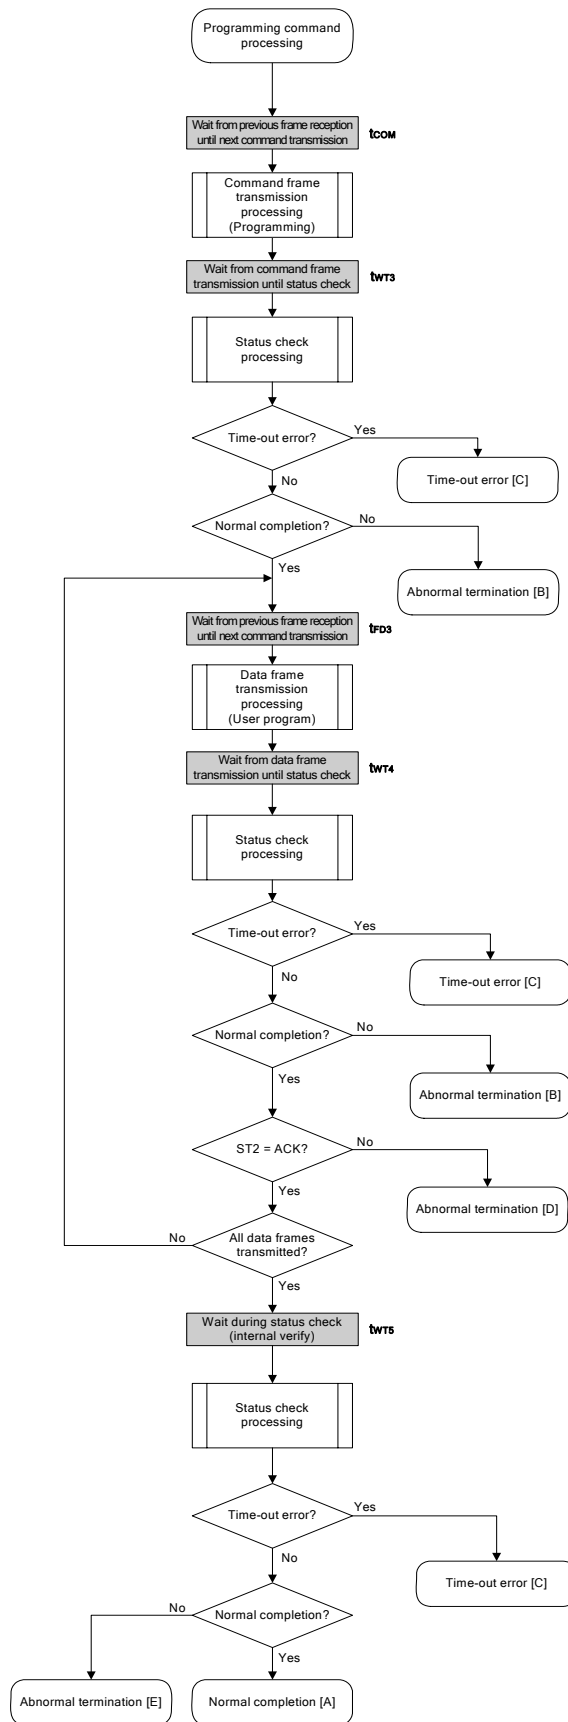 Programming command
processing
Wait from previous frame reception
until next command transmission
tCOM
Command frame
transmission
processing
(Programming)
Wait from command frame
transmission until status check
tWT3
Status check
processing
Time-out error?
Yes
Time-out error [C]
No
Normal completion?
No
Abnormal termination [B]
Yes
Wait from previous frame reception
until next command transmission
tFD3
Data frame
transmission
processing
(User program)
Wait from data frame
transmission until status check
tWT4
Status check
processing
Time-out error?
Yes
Time-out error [C]
No
Normal completion?
No
Abnormal termination [B]
Yes
ST2 = ACK?
No
Abnormal termination [D]
Yes
No
All data frames
transmitted?
Yes
Wait during status check
(internal verify)
tWT5
Status check
processing
Time-out error?
Yes
Time-out error [C]
No
No
Normal completion?
Yes
Abnormal termination [E]
Normal completion [A]